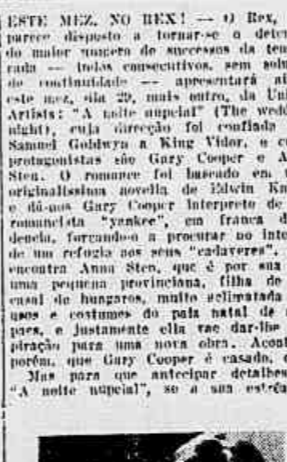 ESTE MEZ, NO REX! — O Rex,
parece disposto a tornar-se o deten
do maior numero de successos da tem
rada — todos consecutivos, sem solu
de continuidade — apresentará ai
este mez, dia 29, mais outro, da Uni
Artists: "A noite nupcial" (The wedd
night), cuja direcção foi confiada
Samuel Goldwyn a King Vidor, e c
protagonistas são Gary Cooper e A
Sten. O romance foi baseado em
originalissima novella de Edwin Kn
e dá-nos Gary Cooper interprete de
romancista "yankee", em franca d
dencia, forcando-o a procurar no inte
de um refugio aos seus "cadaveres".
encontra Anna Sten, que é por sua
uma pequena provinciana, filha de
casal de hungaros, muito aclimatada
usos e costumes do paiz natal de
paes, e justamente ella vae dar-lhe
piração para uma nova obra. Acont
porém, que Gary Cooper é casado, e
Mas para que antecipar detalhes
"A noite nupcial", se a sua estréa